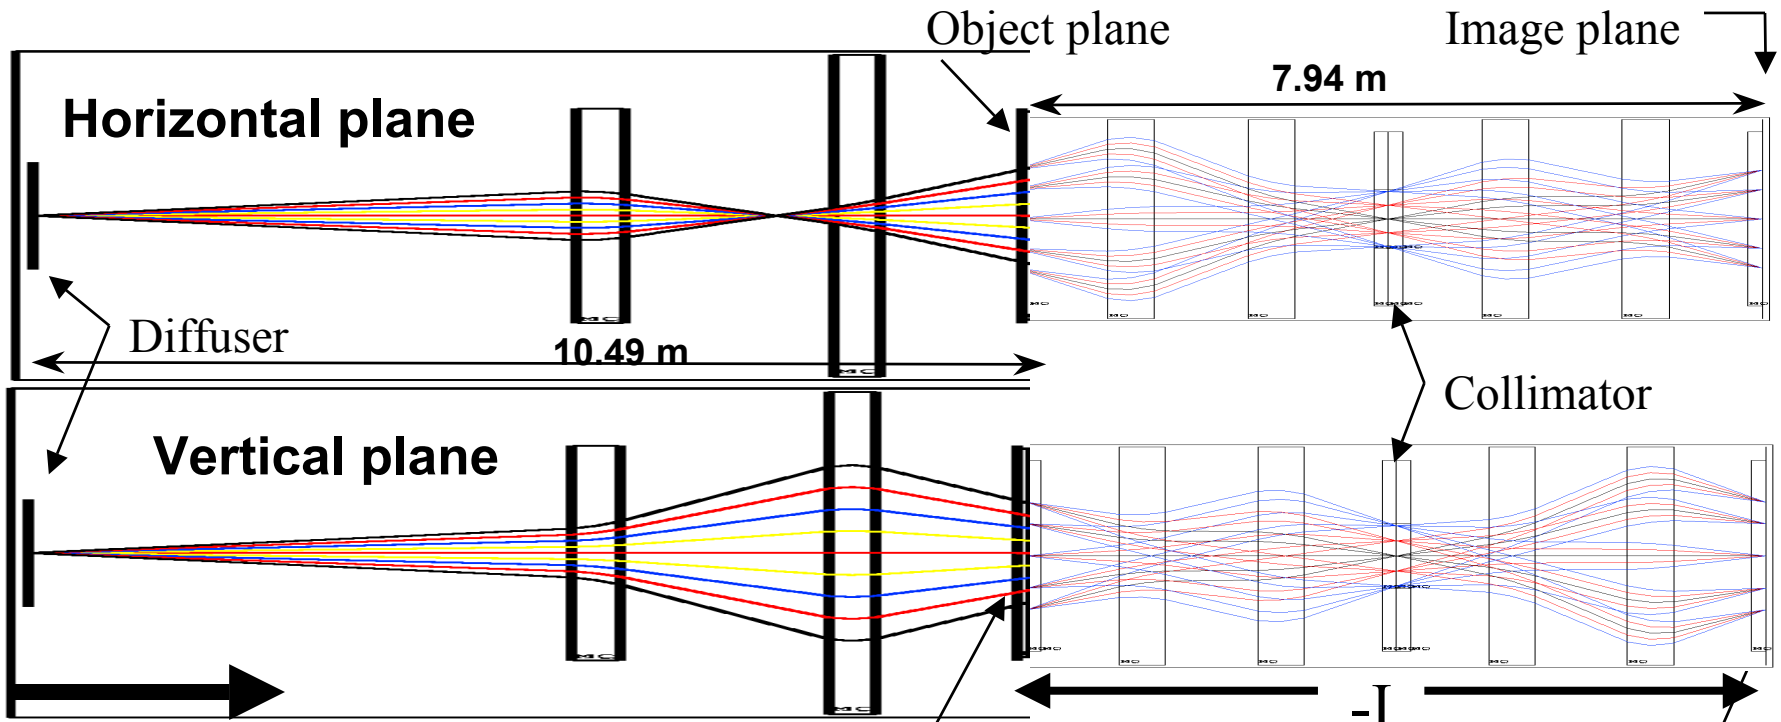 Object plane
Image plane
7.94 m
Horizontal plane
Diffuser
10.49 m
Collimator
Vertical plane
-I